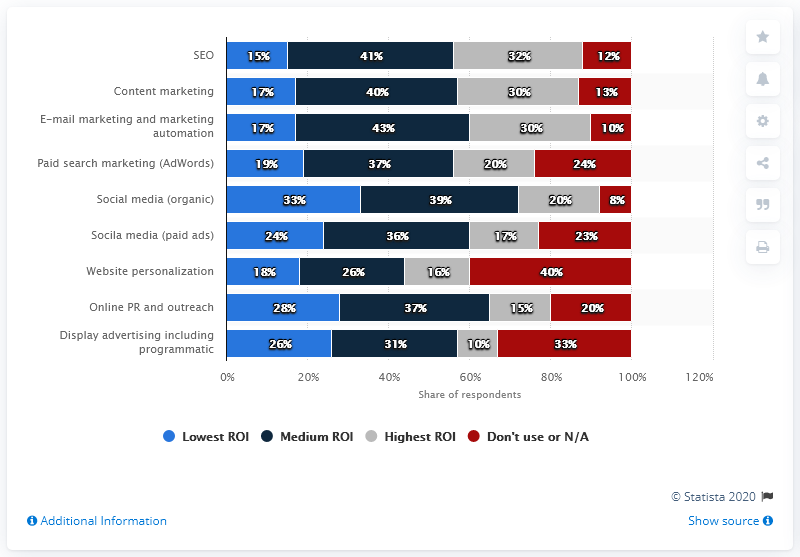 SEO 15% 41% 32% 12%
Content marketing 17% 40% 30% 13%
E-mail marketing and marketing
automation 17% 43% 30% 10%
Paid search marketing (AdWords) 19% 37% 20% 24%
Social media (organic) 33% 39% 20% 8%
Socila media (paid ads) 24% 36% 17% 23%
Website personalization 18% 26% 16% 40%
Online PR and outreach 28% 37% 15% 20%
Display advertising including
programmatic 26% 31% 10% 33%
0% 20% 40% 60% 80% 100% 120%
Share of respondents
Lowest ROI Medium ROI Highest ROI Don't use or N/A
© Statista 2020
Additional Information Show source